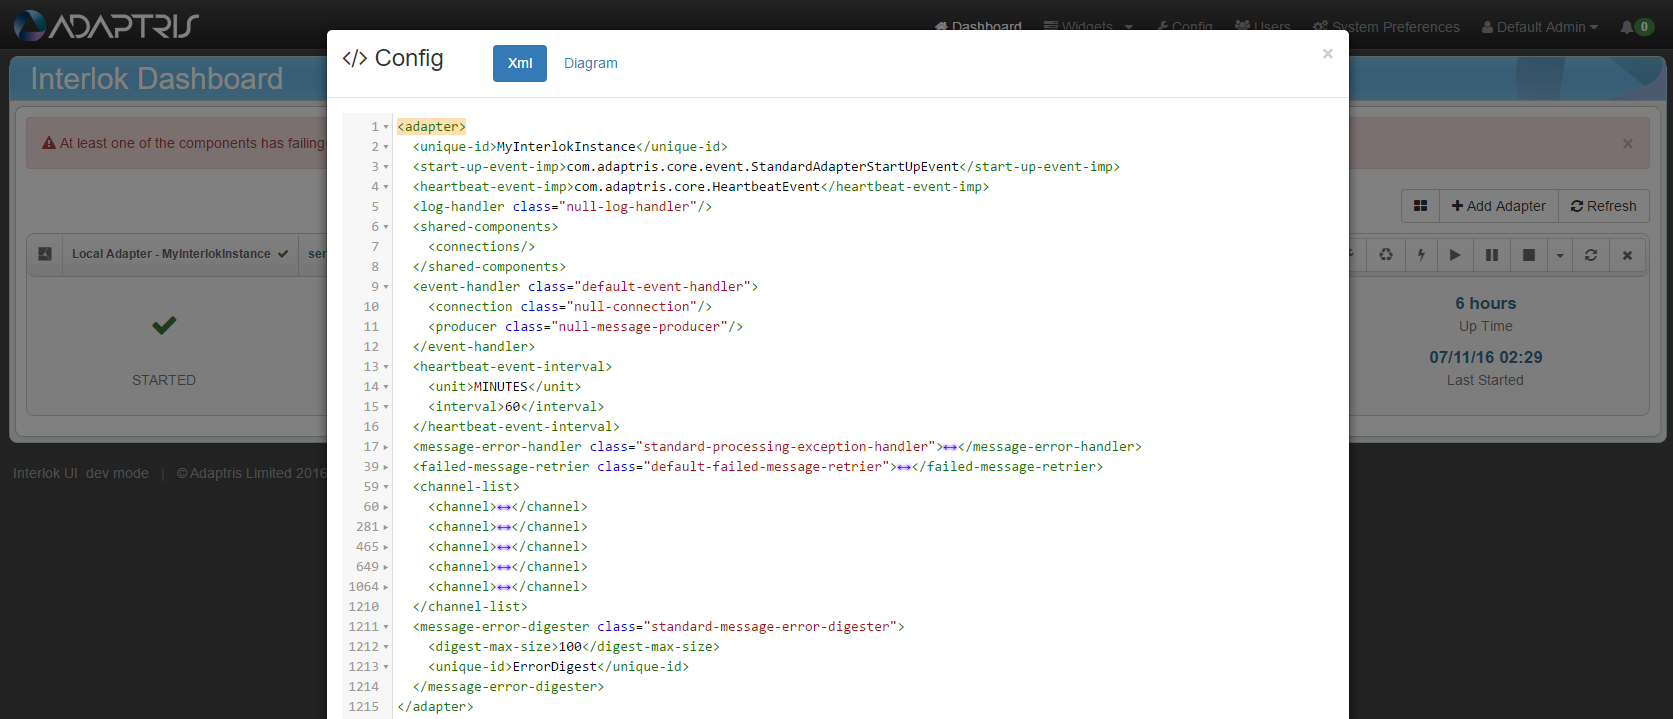 ADAPTRIS
Dashboard Widgets Config Users System Preferences Default Admin 0
Interlok Dashboard
</> Config Xml Diagram ×
At least one of the components has failing ×
Add Adapter Refresh
Local Adapter - MyInterlokInstance ser
STARTED
6 hours
Up Time
07/11/16 02:29
Last Started
Interlok UI dev mode | © Adaptris Limited 2016
1 <adapter>
2 <unique-id>MyInterlokInstance</unique-id>
3 <start-up-event-imp>com.adaptris.core.event.StandardAdapterStartUpEvent</start-up-event-imp>
4 <heartbeat-event-imp>com.adaptris.core.HeartbeatEvent</heartbeat-event-imp>
5 <log-handler class="null-log-handler"/>
6 <shared-components>
7 <connections/>
8 </shared-components>
9 <event-handler class="default-event-handler">
10 <connection class="null-connection"/>
11 <producer class="null-message-producer"/>
12 </event-handler>
13 <heartbeat-event-interval>
14 <unit>MINUTES</unit>
15 <interval>60</interval>
16 </heartbeat-event-interval>
17 <message-error-handler class="standard-processing-exception-handler">↔</message-error-handler>
39 <failed-message-retrier class="default-failed-message-retrier">↔</failed-message-retrier>
59 <channel-list>
60 <channel>↔</channel>
281 <channel>↔</channel>
465 <channel>↔</channel>
649 <channel>↔</channel>
1064 <channel>↔</channel>
1210 </channel-list>
1211 <message-error-digester class="standard-message-error-digester">
1212 <digest-max-size>100</digest-max-size>
1213 <unique-id>ErrorDigest</unique-id>
1214 </message-error-digester>
1215 </adapter>